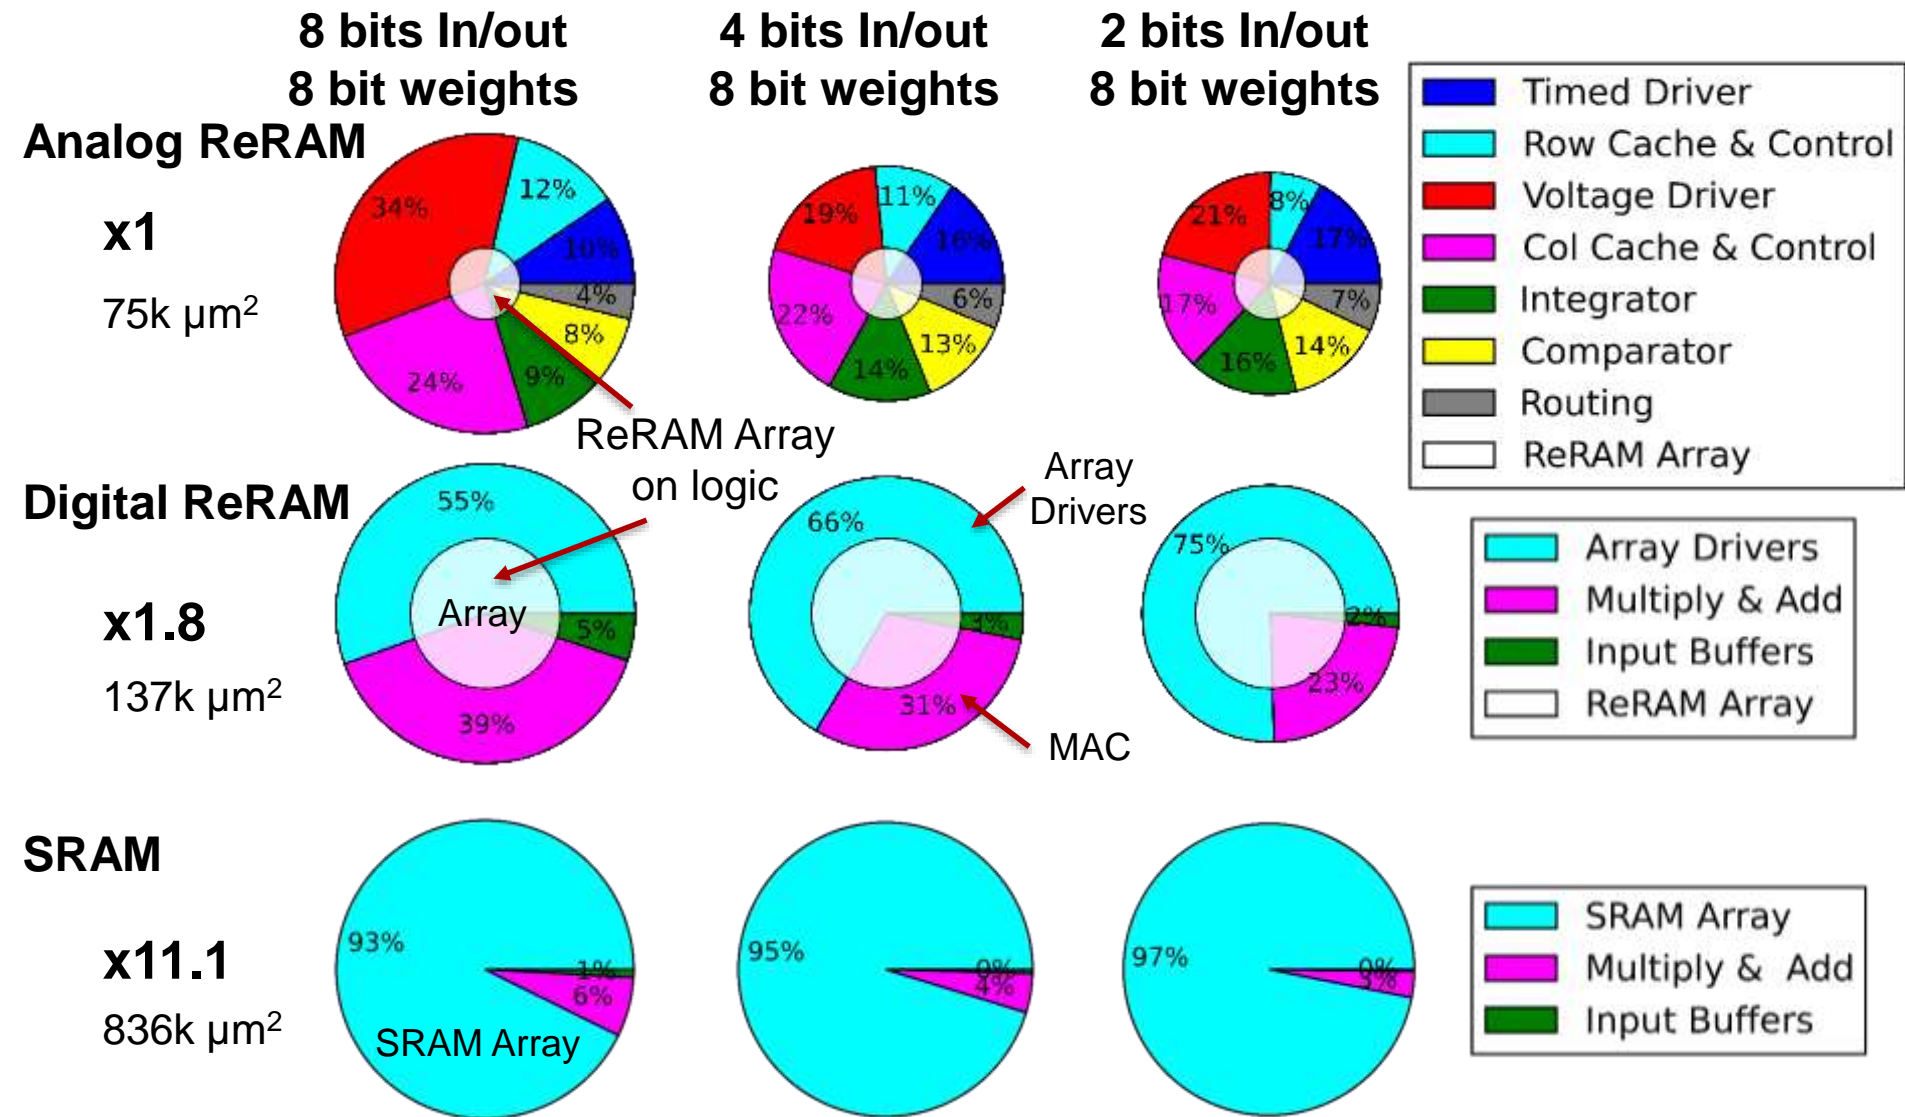 8 bits In/out
8 bit weights
4 bits In/out
8 bit weights
2 bits In/out
8 bit weights
Analog ReRAM
x1
75k µm²
34%
12%
10%
4%
8%
9%
24%
19%
11%
16%
6%
13%
14%
22%
21%
8%
17%
7%
14%
16%
17%
Timed Driver
Row Cache & Control
Voltage Driver
Col Cache & Control
Integrator
Comparator
Routing
ReRAM Array
ReRAM Array
on logic
Digital ReRAM
x1.8
137k µm²
55%
Array
5%
39%
Array
Drivers
66%
3%
31%
MAC
75%
2%
23%
Array Drivers
Multiply & Add
Input Buffers
ReRAM Array
SRAM
x11.1
836k µm²
93%
1%
6%
SRAM Array
95%
0%
4%
97%
0%
3%
SRAM Array
Multiply & Add
Input Buffers